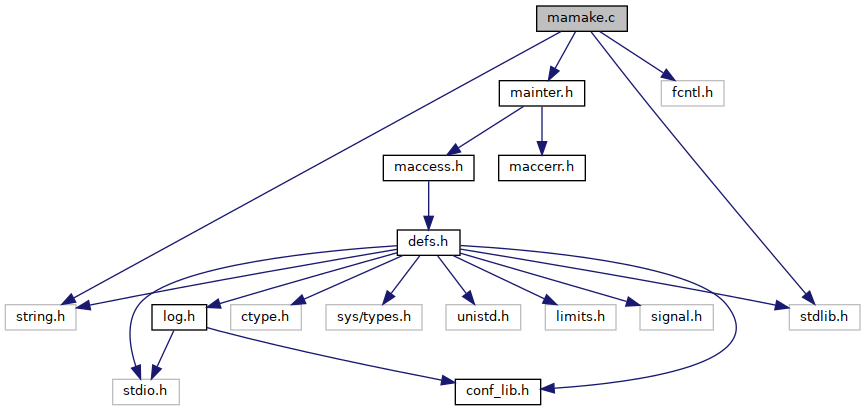 mamake.c
mainter.h
fcntl.h
maccess.h
maccerr.h
defs.h
string.h
log.h
ctype.h
sys/types.h
unistd.h
limits.h
signal.h
stdlib.h
stdio.h
conf_lib.h